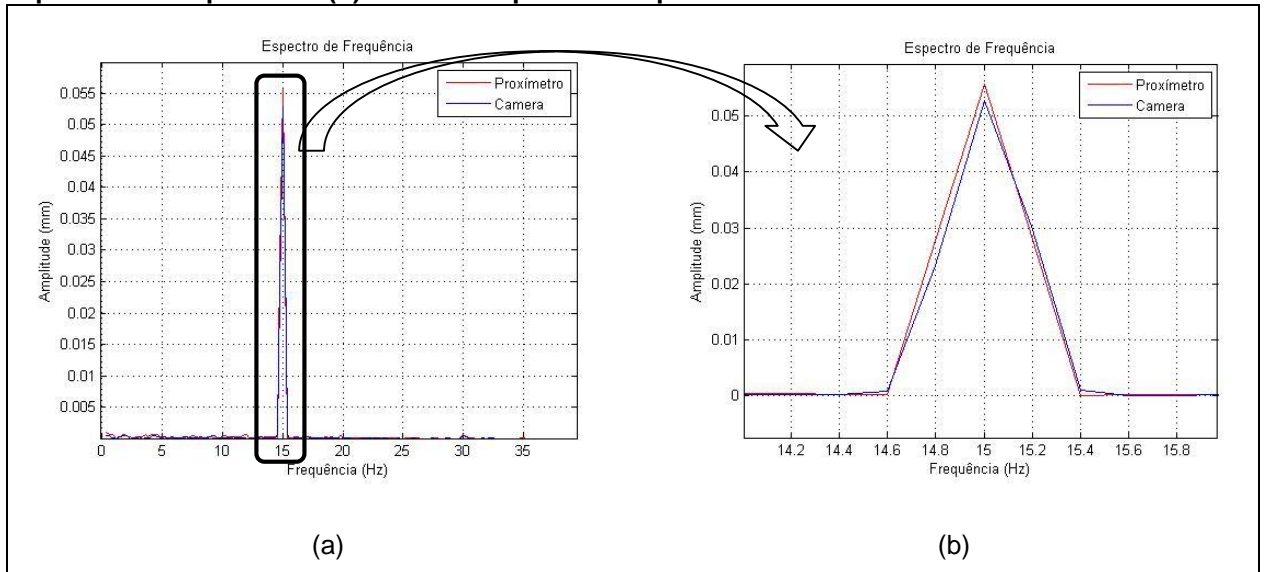 Espectro de Frequência
Proxímetro
Camera
Amplitude (mm)
0.055
0.05
0.045
0.04
0.035
0.03
0.025
0.02
0.015
0.01
0.005
0 5 10 15 20 25 30 35
Frequência (Hz)
(a)
Espectro de Frequência
Proxímetro
Camera
Amplitude (mm)
0.05
0.04
0.03
0.02
0.01
0
14.2 14.4 14.6 14.8 15 15.2 15.4 15.6 15.8
Frequência (Hz)
(b)